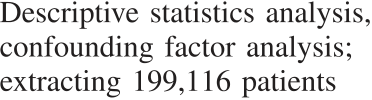 Descriptive statistics analysis,
confounding factor analysis;
extracting 199,116 patients